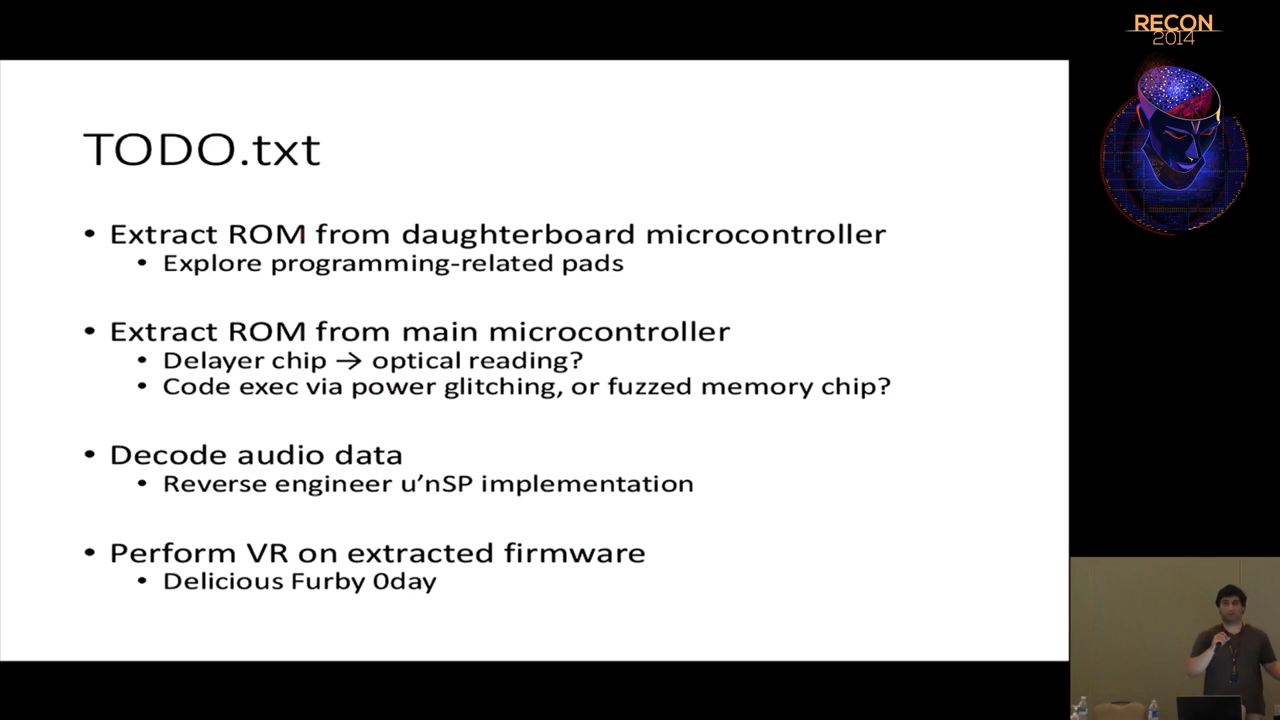 RECON
2014
TODO.txt
• Extract ROM from daughterboard microcontroller
• Explore programming-related pads
• Extract ROM from main microcontroller
• Delayer chip → optical reading?
• Code exec via power glitching, or fuzzed memory chip?
• Decode audio data
• Reverse engineer u’nSP implementation
• Perform VR on extracted firmware
• Delicious Furby 0day